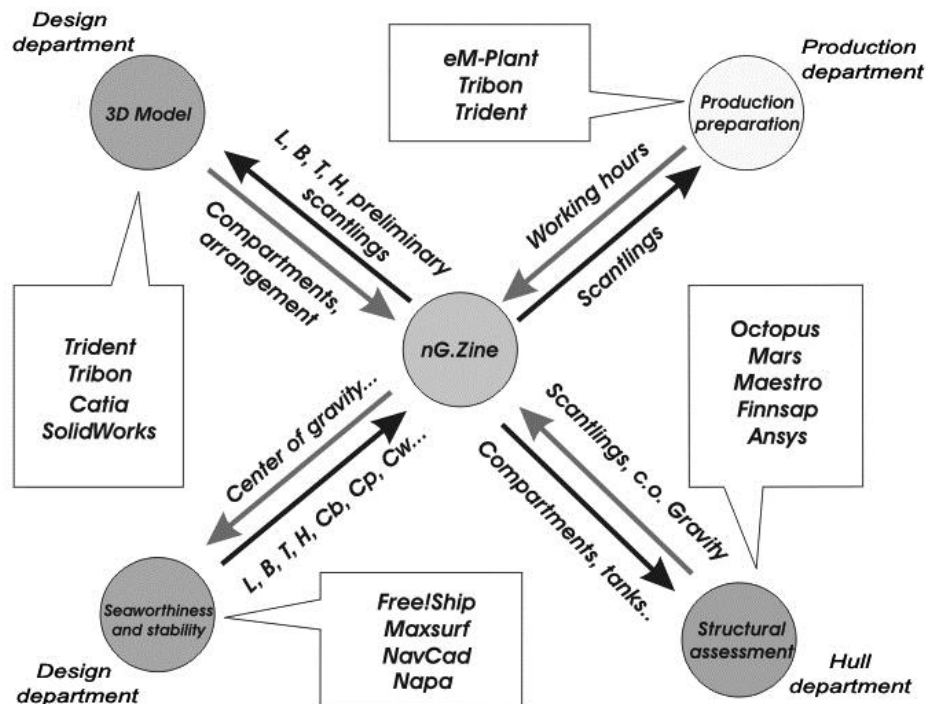 Design
department
3D Model
eM-Plant
Tribon
Trident
Production
department
Production
preparation
L, B, T, H, preliminary
scantlings
Compartments,
arrangement
Working hours
Scantlings
Trident
Tribon
Catia
SolidWorks
nG.Zine
Octopus
Mars
Maestro
Finnsap
Ansys
Center of gravity...
L, B, T, H, Cb, Cp, Cw...
Scantlings, c.o. Gravity
Compartments, tanks..
Seaworthiness
and stability
Design
department
Free!Ship
Maxsurf
NavCad
Napa
Structural
assessment
Hull
department